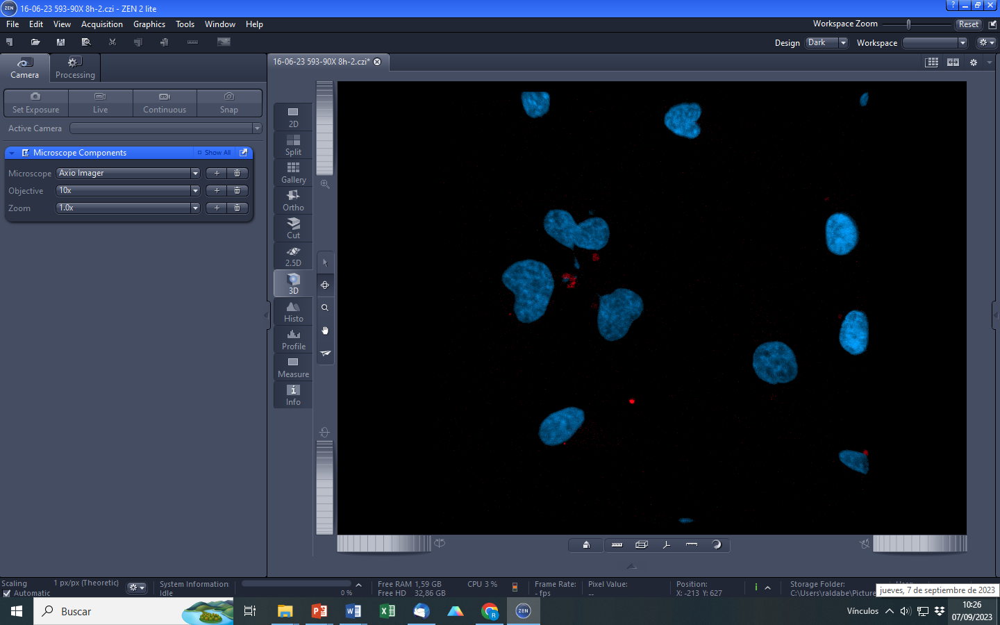 ZEN 16-06-23 593-90X 8h-2.czi - ZEN 2 lite
File Edit View Acquisition Graphics Tools Window Help Workspace Zoom Reset
Design Dark Workspace
Camera Processing
16-06-23 593-90X 8h-2.czi*
Set Exposure Live Continuous Snap
Active Camera
Microscope Components Show All
Microscope Axio Imager
Objective 10x
Zoom 1.0x
2D
Split
Gallery
Ortho
Cut
2.5D
3D
Histo
Profile
Measure
Info
Scaling 1 px/px (Theoretic) System Information: Free RAM 1,59 GB CPU 3 % Frame Rate: Pixel Value: Position: Storage Folder:
Automatic Idle 0 % Free HD 32,86 GB - fps -- X: -213 Y: 627 C:\Users\raldabe\Picture
jueves, 7 de septiembre de 2023
Buscar
Vínculos
10:26
07/09/2023